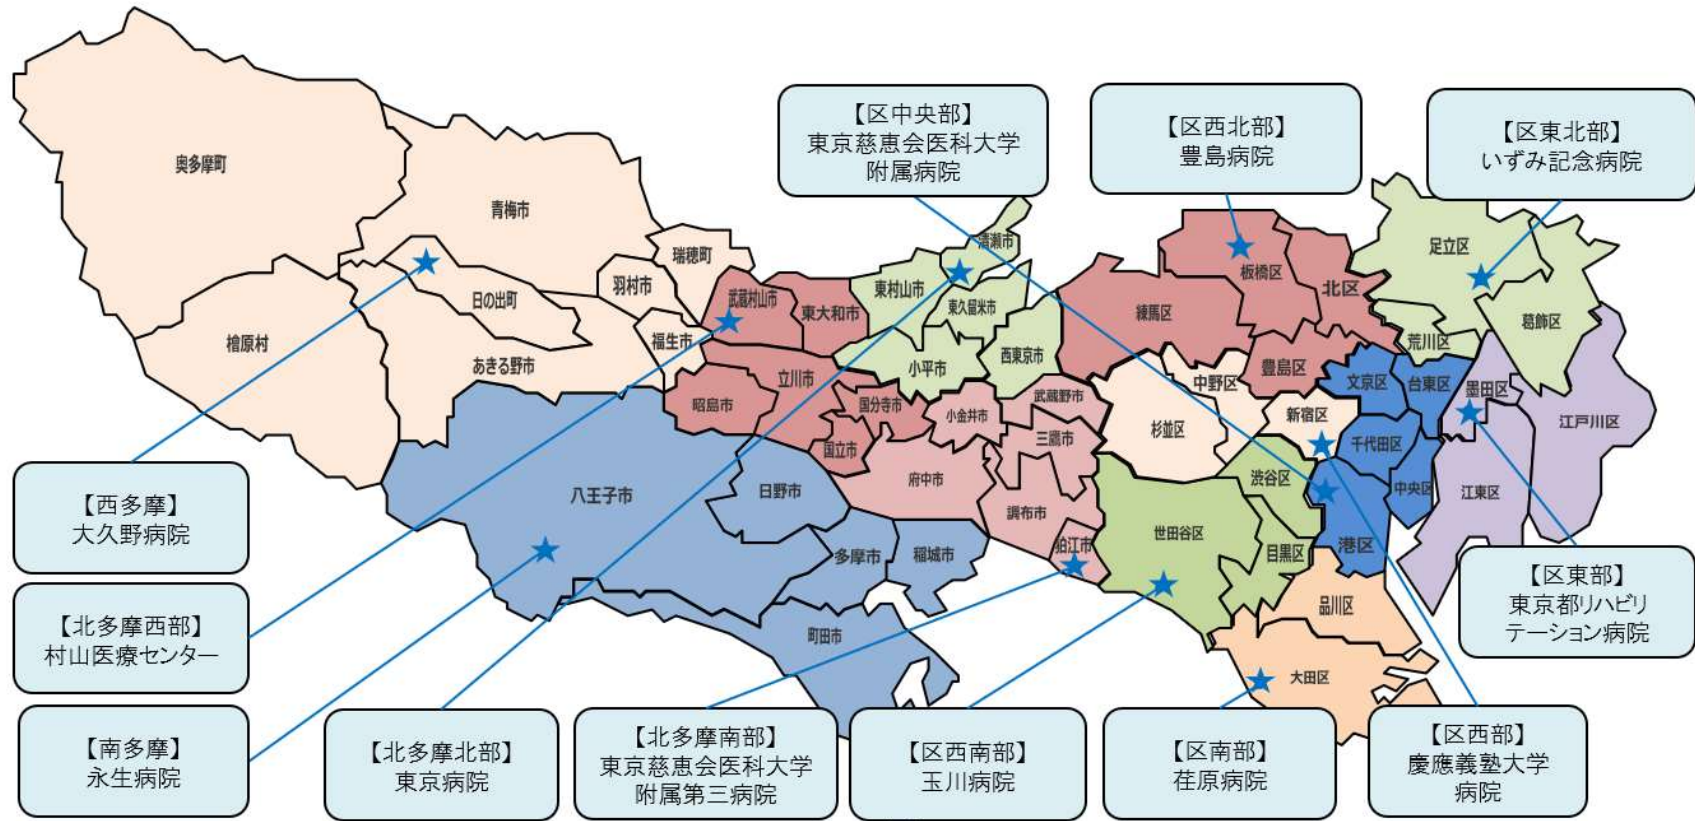 【区中央部】
東京慈恵会医科大学
附属病院
【区西北部】
豊島病院
【区東北部】
いずみ記念病院
奥多摩町
青梅市
瑞穂町
羽村市
日の出町
檜原村
あきる野市
福生市
武蔵村山市
東大和市
東村山市
清瀬市
東久留米市
小平市
西東京市
立川市
昭島市
国分寺市
国立市
小金井市
武蔵野市
三鷹市
府中市
調布市
狛江市
八王子市
日野市
多摩市
稲城市
町田市
練馬区
板橋区
北区
豊島区
足立区
荒川区
葛飾区
中野区
杉並区
新宿区
文京区
台東区
千代田区
中央区
港区
墨田区
江東区
江戸川区
渋谷区
世田谷区
目黒区
品川区
大田区
【西多摩】
大久野病院
【北多摩西部】
村山医療センター
【南多摩】
永生病院
【北多摩北部】
東京病院
【北多摩南部】
東京慈恵会医科大学
附属第三病院
【区西南部】
玉川病院
【区南部】
荏原病院
【区西部】
慶應義塾大学
病院
【区東部】
東京都リハビリ
テーション病院